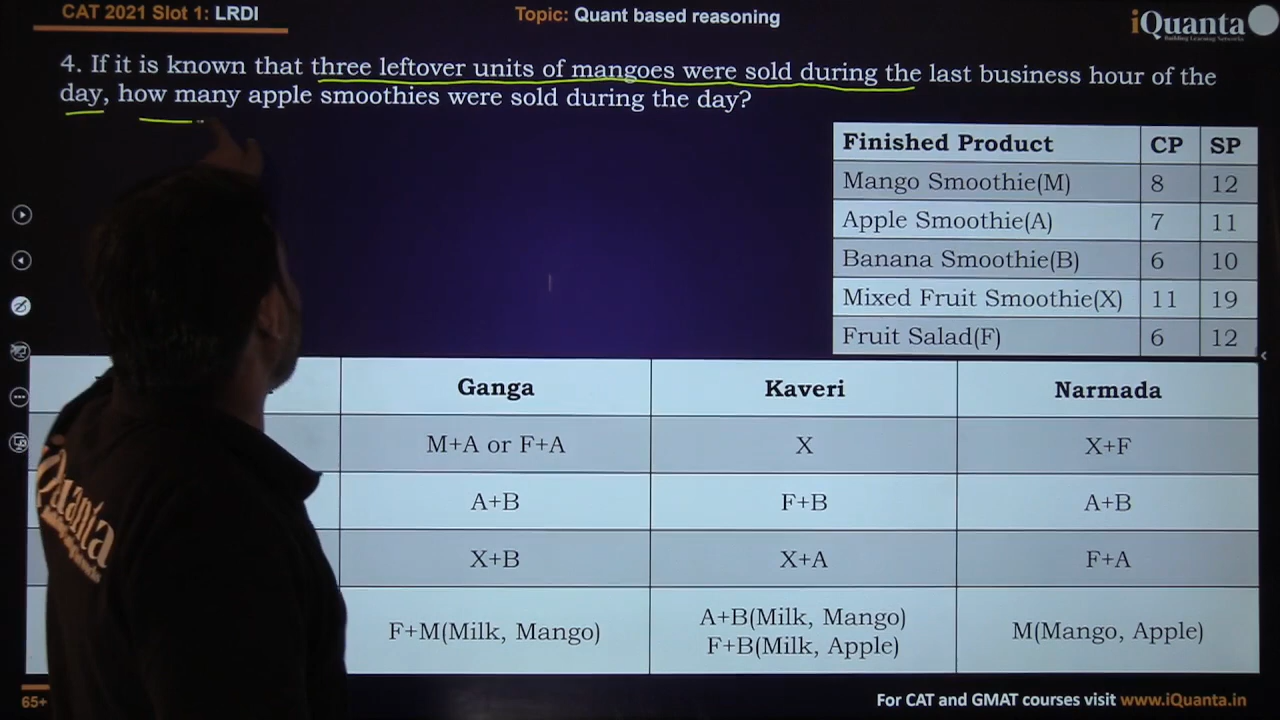 CAT 2021 Slot 1: LRDI
Topic: Quant based reasoning
iQuanta
4. If it is known that three leftover units of mangoes were sold during the last business hour of the
day, how many apple smoothies were sold during the day?
Finished Product CP SP
Mango Smoothie(M) 8 12
Apple Smoothie(A) 7 11
Banana Smoothie(B) 6 10
Mixed Fruit Smoothie(X) 11 19
Fruit Salad(F) 6 12
Ganga Kaveri Narmada
M+A or F+A X X+F
A+B F+B A+B
X+B X+A F+A
F+M(Milk, Mango) A+B(Milk, Mango) M(Mango, Apple)
F+B(Milk, Apple)
iQuanta
65+
For CAT and GMAT courses visit www.iQuanta.in